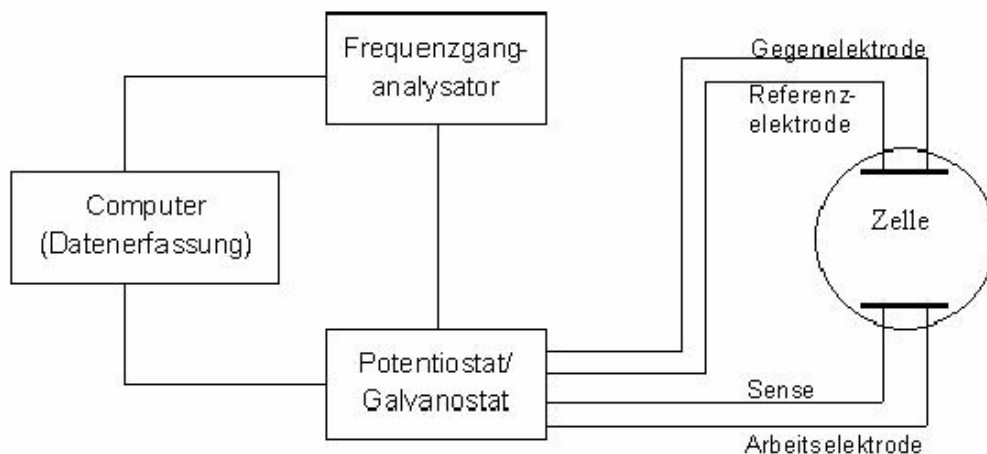 Frequenzgang-
analysator
Gegenelektrode
Referenz-
elektrode
Computer
(Datenerfassung)
Zelle
Potentiostat/
Galvanostat
Sense
Arbeitselektrode